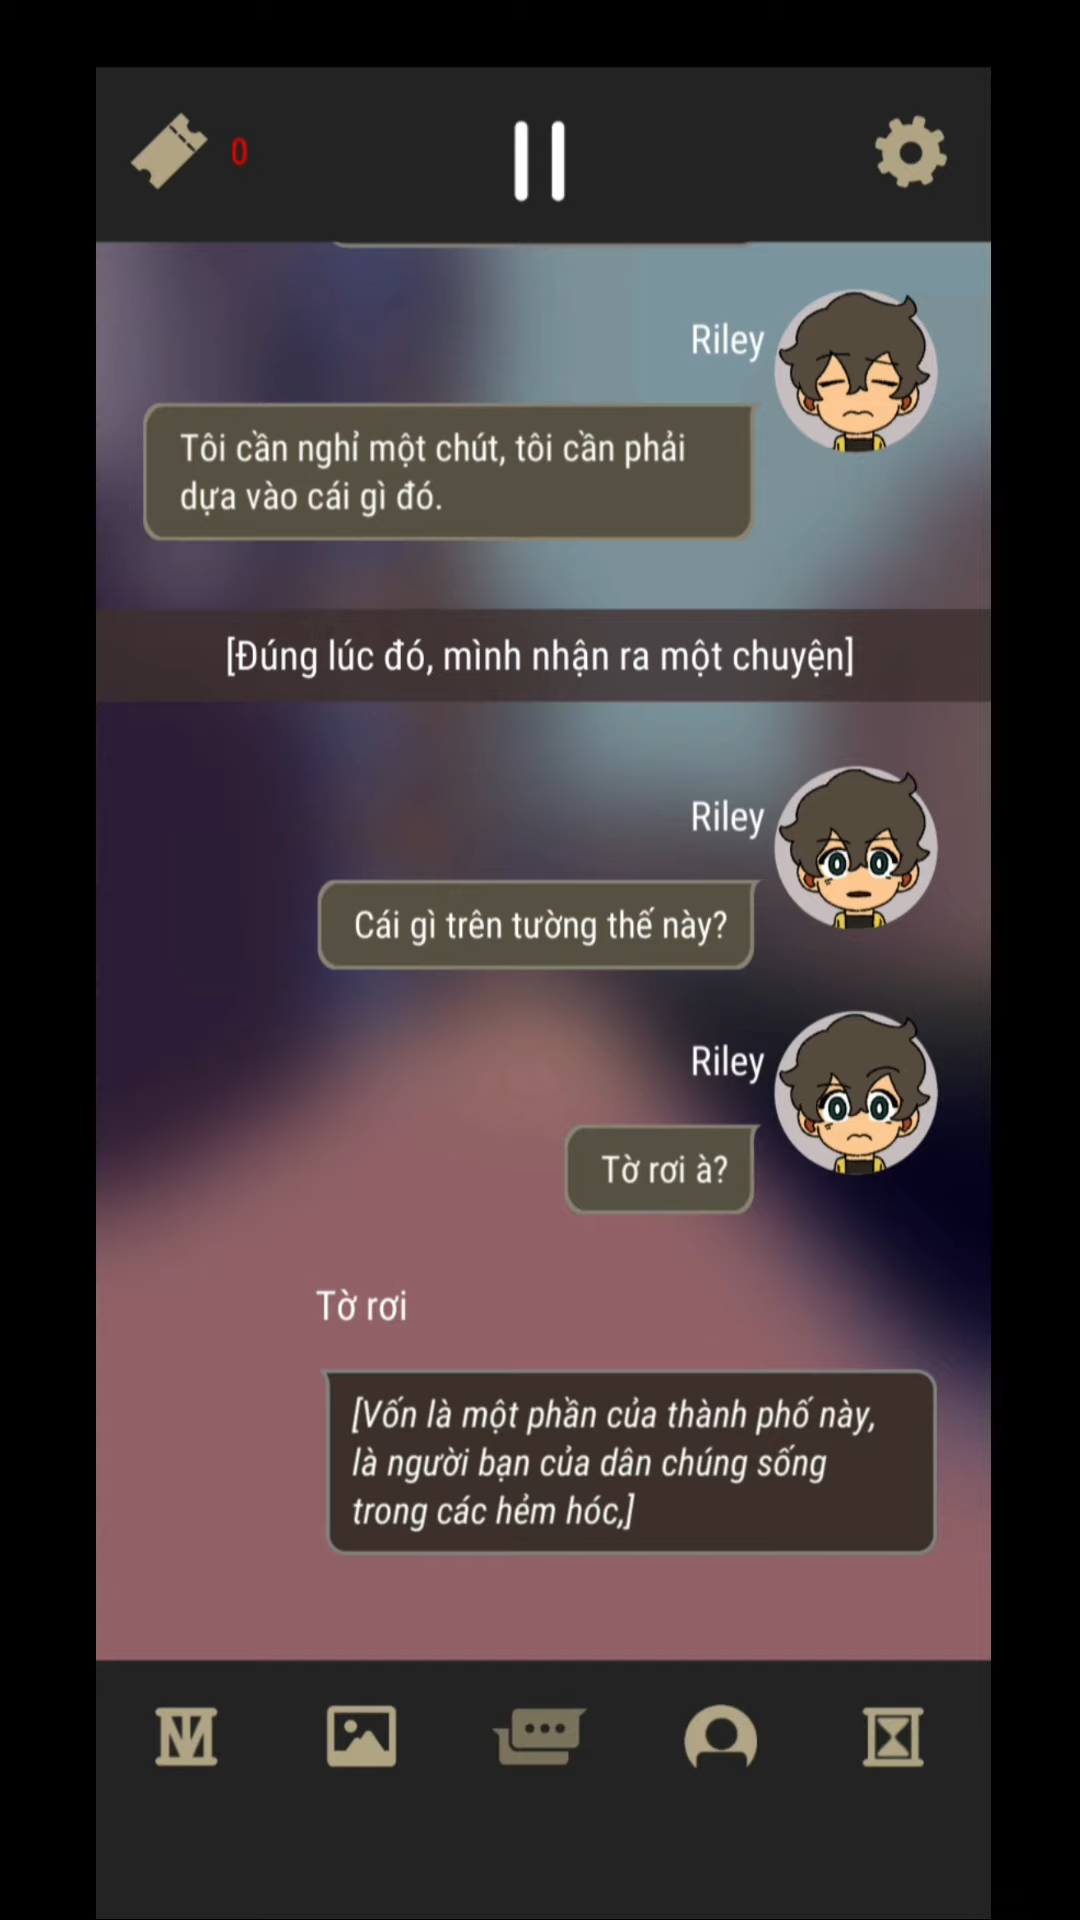 0
Riley
Tôi cần nghỉ một chút, tôi cần phải
dựa vào cái gì đó.
[Đúng lúc đó, mình nhận ra một chuyện]
Riley
Cái gì trên tường thế này?
Riley
Tờ rơi à?
Tờ rơi
[Vốn là một phần của thành phố này,
là người bạn của dân chúng sống
trong các hẻm hóc,]